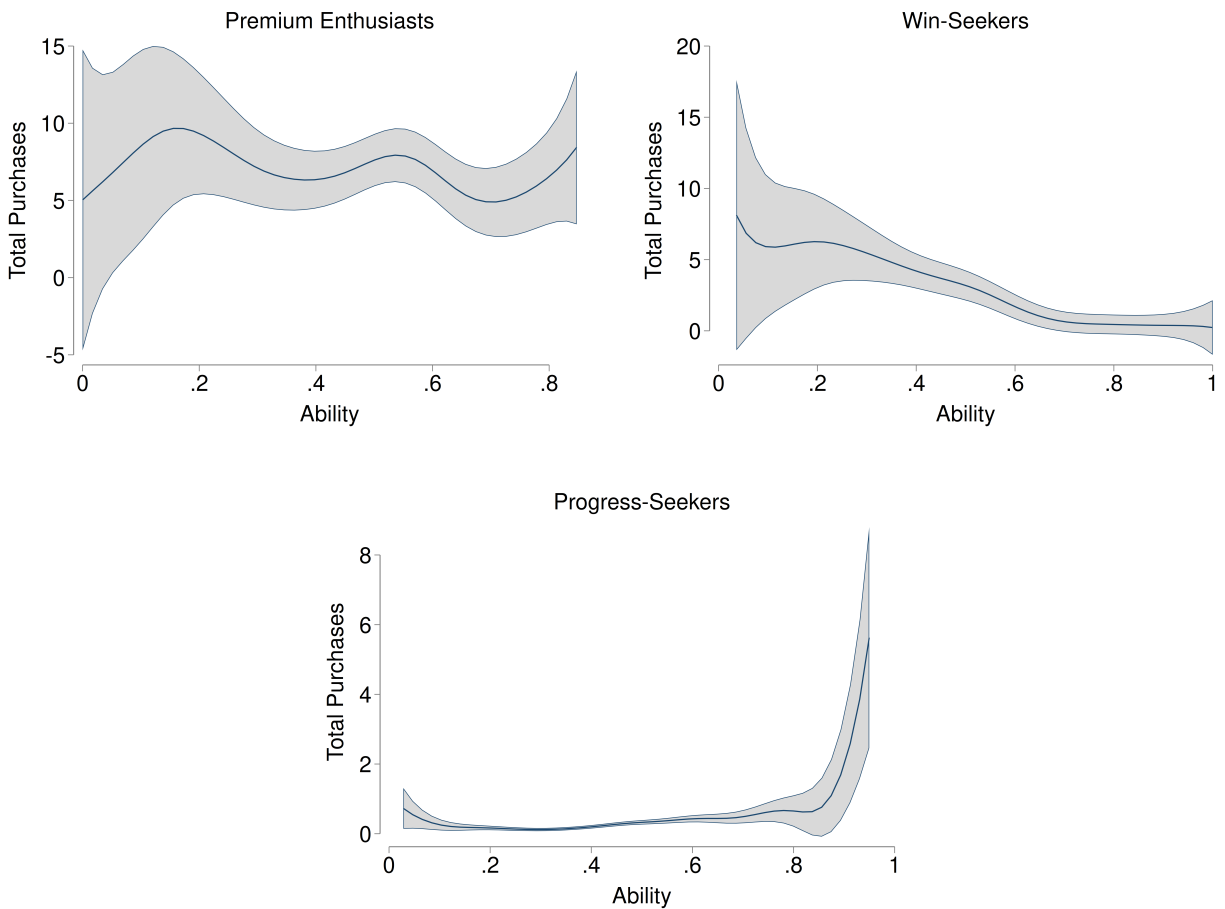 Premium Enthusiasts
Total Purchases
15
10
5
0
-5
0 .2 .4 .6 .8
Ability
Win-Seekers
Total Purchases
20
15
10
5
0
0 .2 .4 .6 .8 1
Ability
Progress-Seekers
Total Purchases
8
6
4
2
0
0 .2 .4 .6 .8 1
Ability